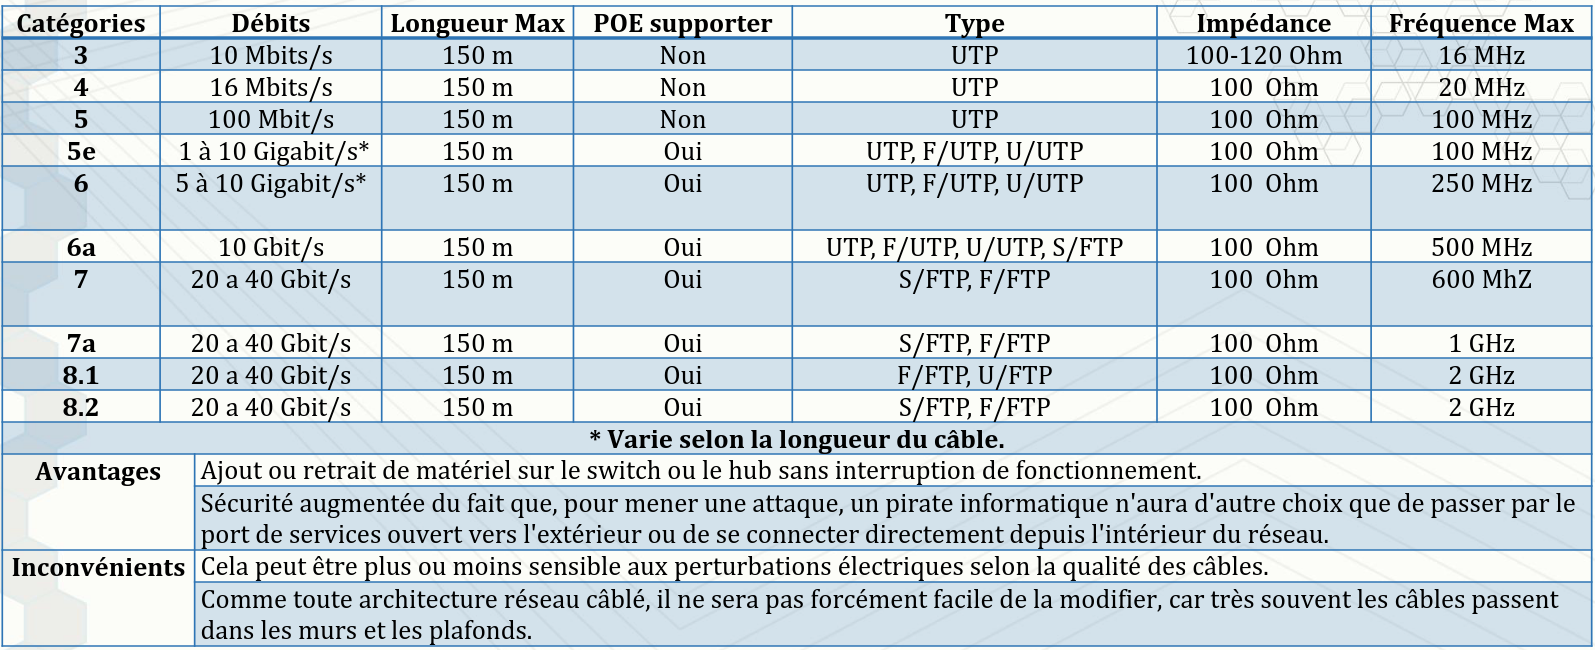 Catégories Débits Longueur Max POE supporter Type Impédance Fréquence Max
3 10 Mbits/s 150 m Non UTP 100-120 Ohm 16 MHz
4 16 Mbits/s 150 m Non UTP 100 Ohm 20 MHz
5 100 Mbit/s 150 m Non UTP 100 Ohm 100 MHz
5e 1 à 10 Gigabit/s* 150 m Oui UTP, F/UTP, U/UTP 100 Ohm 100 MHz
6 5 à 10 Gigabit/s* 150 m Oui UTP, F/UTP, U/UTP 100 Ohm 250 MHz
6a 10 Gbit/s 150 m Oui UTP, F/UTP, U/UTP, S/FTP 100 Ohm 500 MHz
7 20 a 40 Gbit/s 150 m Oui S/FTP, F/FTP 100 Ohm 600 MhZ
7a 20 a 40 Gbit/s 150 m Oui S/FTP, F/FTP 100 Ohm 1 GHz
8.1 20 a 40 Gbit/s 150 m Oui F/FTP, U/FTP 100 Ohm 2 GHz
8.2 20 a 40 Gbit/s 150 m Oui S/FTP, F/FTP 100 Ohm 2 GHz
* Varie selon la longueur du câble.
Avantages Ajout ou retrait de matériel sur le switch ou le hub sans interruption de fonctionnement.
Sécurité augmentée du fait que, pour mener une attaque, un pirate informatique n'aura d'autre choix que de passer par le
port de services ouvert vers l'extérieur ou de se connecter directement depuis l'intérieur du réseau.
Inconvénients Cela peut être plus ou moins sensible aux perturbations électriques selon la qualité des câbles.
Comme toute architecture réseau câblé, il ne sera pas forcément facile de la modifier, car très souvent les câbles passent
dans les murs et les plafonds.